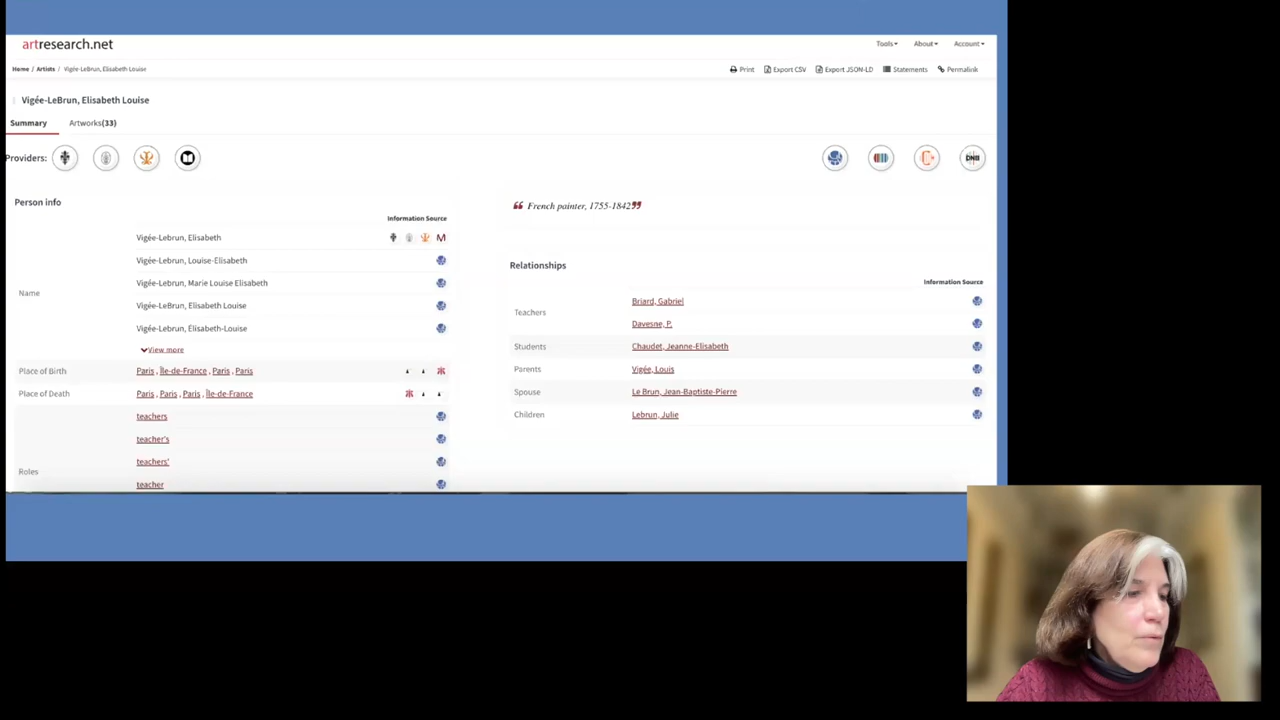 artresearch.net
Tools About Account
Home / Artists / Vigée-LeBrun, Elisabeth Louise
Print Export CSV Export JSON-LD Statements Permalink
Vigée-LeBrun, Elisabeth Louise
Summary Artworks(33)
Providers:
DNB
Person info
Information Source
Name
Vigée-Lebrun, Elisabeth
M
Vigée-Lebrun, Louise-Elisabeth
Vigée-Lebrun, Marie Louise Elisabeth
Vigée-LeBrun, Elisabeth Louise
Vigée-Lebrun, Elisabeth-Louise
View more
Place of Birth Paris , Île-de-France , Paris , Paris
Place of Death Paris , Paris , Paris , Île-de-France
Roles
teachers
teacher's
teachers'
teacher
❝ French painter, 1755-1842❞
Relationships
Information Source
Teachers
Briard, Gabriel
Davesne, P.
Students Chaudet, Jeanne-Elisabeth
Parents Vigée, Louis
Spouse Le Brun, Jean-Baptiste-Pierre
Children Lebrun, Julie